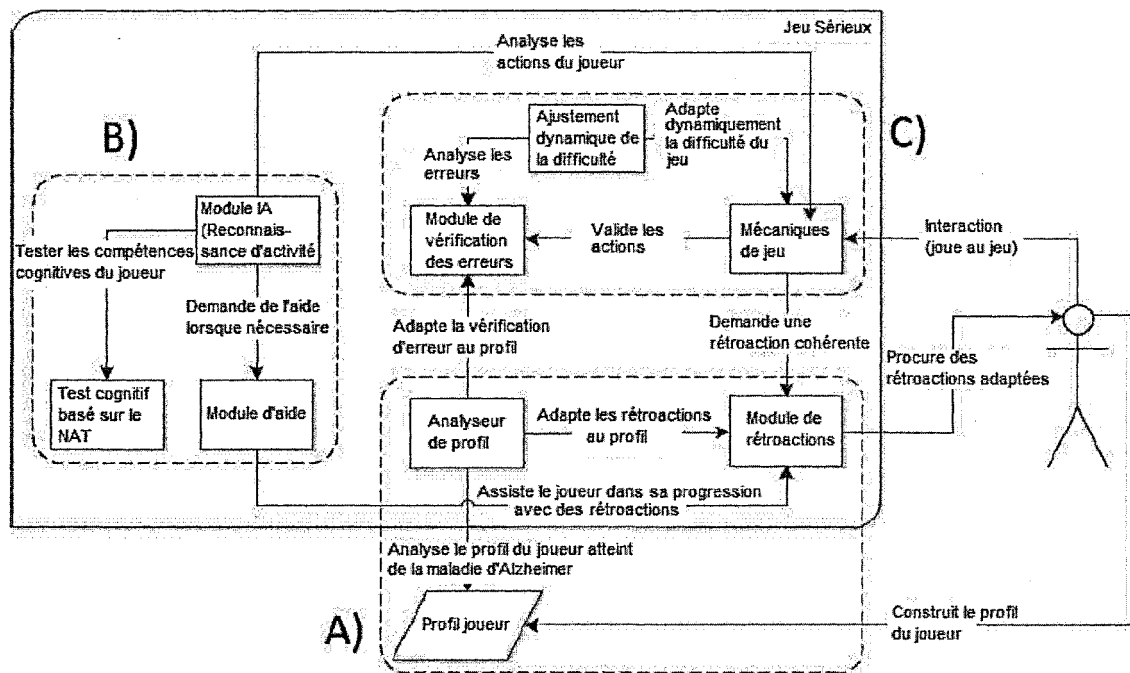 Jeu Sérieux
Analyse les
actions du joueur
B)
C)
Ajustement
dynamique de
la difficulté
Adapte
dynamiquement
la difficulté du
jeu
Analyse les
erreurs
Module IA
(Reconnais-
sance d'activité
Module de
vérification
des erreurs
Valide les
actions
Mécaniques
de jeu
Interaction
(joue au jeu)
Tester les compétences
cognitives du joueur
Demande de l'aide
lorsque nécessaire
Adapte la vérification
d'erreur au profil
Demande une
rétroaction cohérente
Procure des
rétroactions adaptées
Test cognitif
basé sur le
NAT
Module d'aide
Analyseur
de profil
Adapte les rétroactions
au profil
Module de
rétroactions
Assiste le joueur dans sa progression
avec des rétroactions
Analyse le profil du joueur atteint
de la maladie d'Alzheimer
A)
Profil joueur
Construit le profil
du joueur